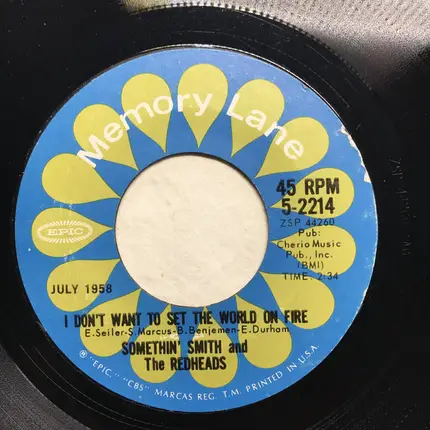 Memory Lane
45 RPM
5-2214
ZSP 44260
Pub:
Cherio Music
Pub., Inc.
(BMI)
TIME: 2:34
EPIC
JULY 1958
I DON'T WANT TO SET THE WORLD ON FIRE
E.Seiler-S.Marcus-B.Benjemen-E.Durham
SOMETHIN' SMITH and
The REDHEADS
® "EPIC," "CBS" MARCAS REG. T.M. PRINTED IN U.S.A.